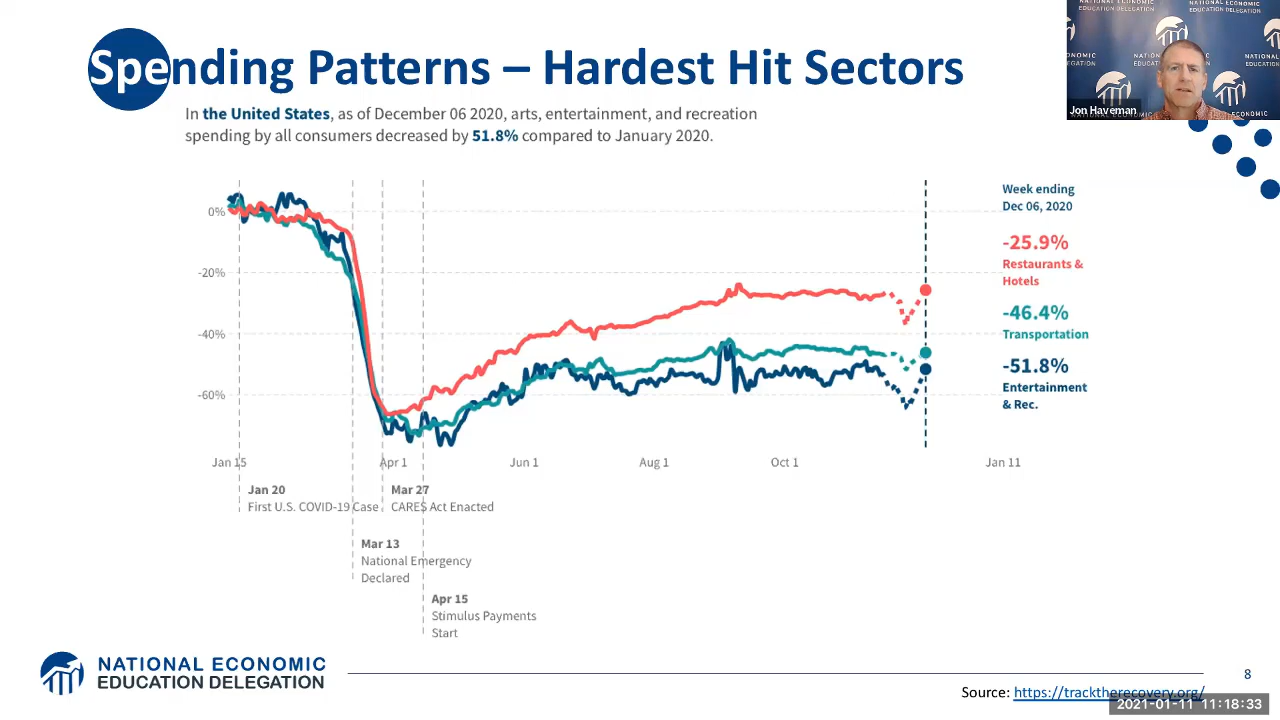 Spending Patterns – Hardest Hit Sectors
In the United States, as of December 06 2020, arts, entertainment, and recreation
spending by all consumers decreased by 51.8% compared to January 2020.
NATIONAL ECONOMIC
EDUCATION DELEGATION
Jon Haveman
0%
-20%
-40%
-60%
Week ending
Dec 06, 2020
-25.9%
Restaurants &
Hotels
-46.4%
Transportation
-51.8%
Entertainment
& Rec.
Jan 15
Apr 1
Jun 1
Aug 1
Oct 1
Jan 11
Jan 20
First U.S. COVID-19 Case
Mar 27
CARES Act Enacted
Mar 13
National Emergency
Declared
Apr 15
Stimulus Payments
Start
NATIONAL ECONOMIC
EDUCATION DELEGATION
8
Source: https://tracktherecovery.org/
2021-01-11 11:18:33